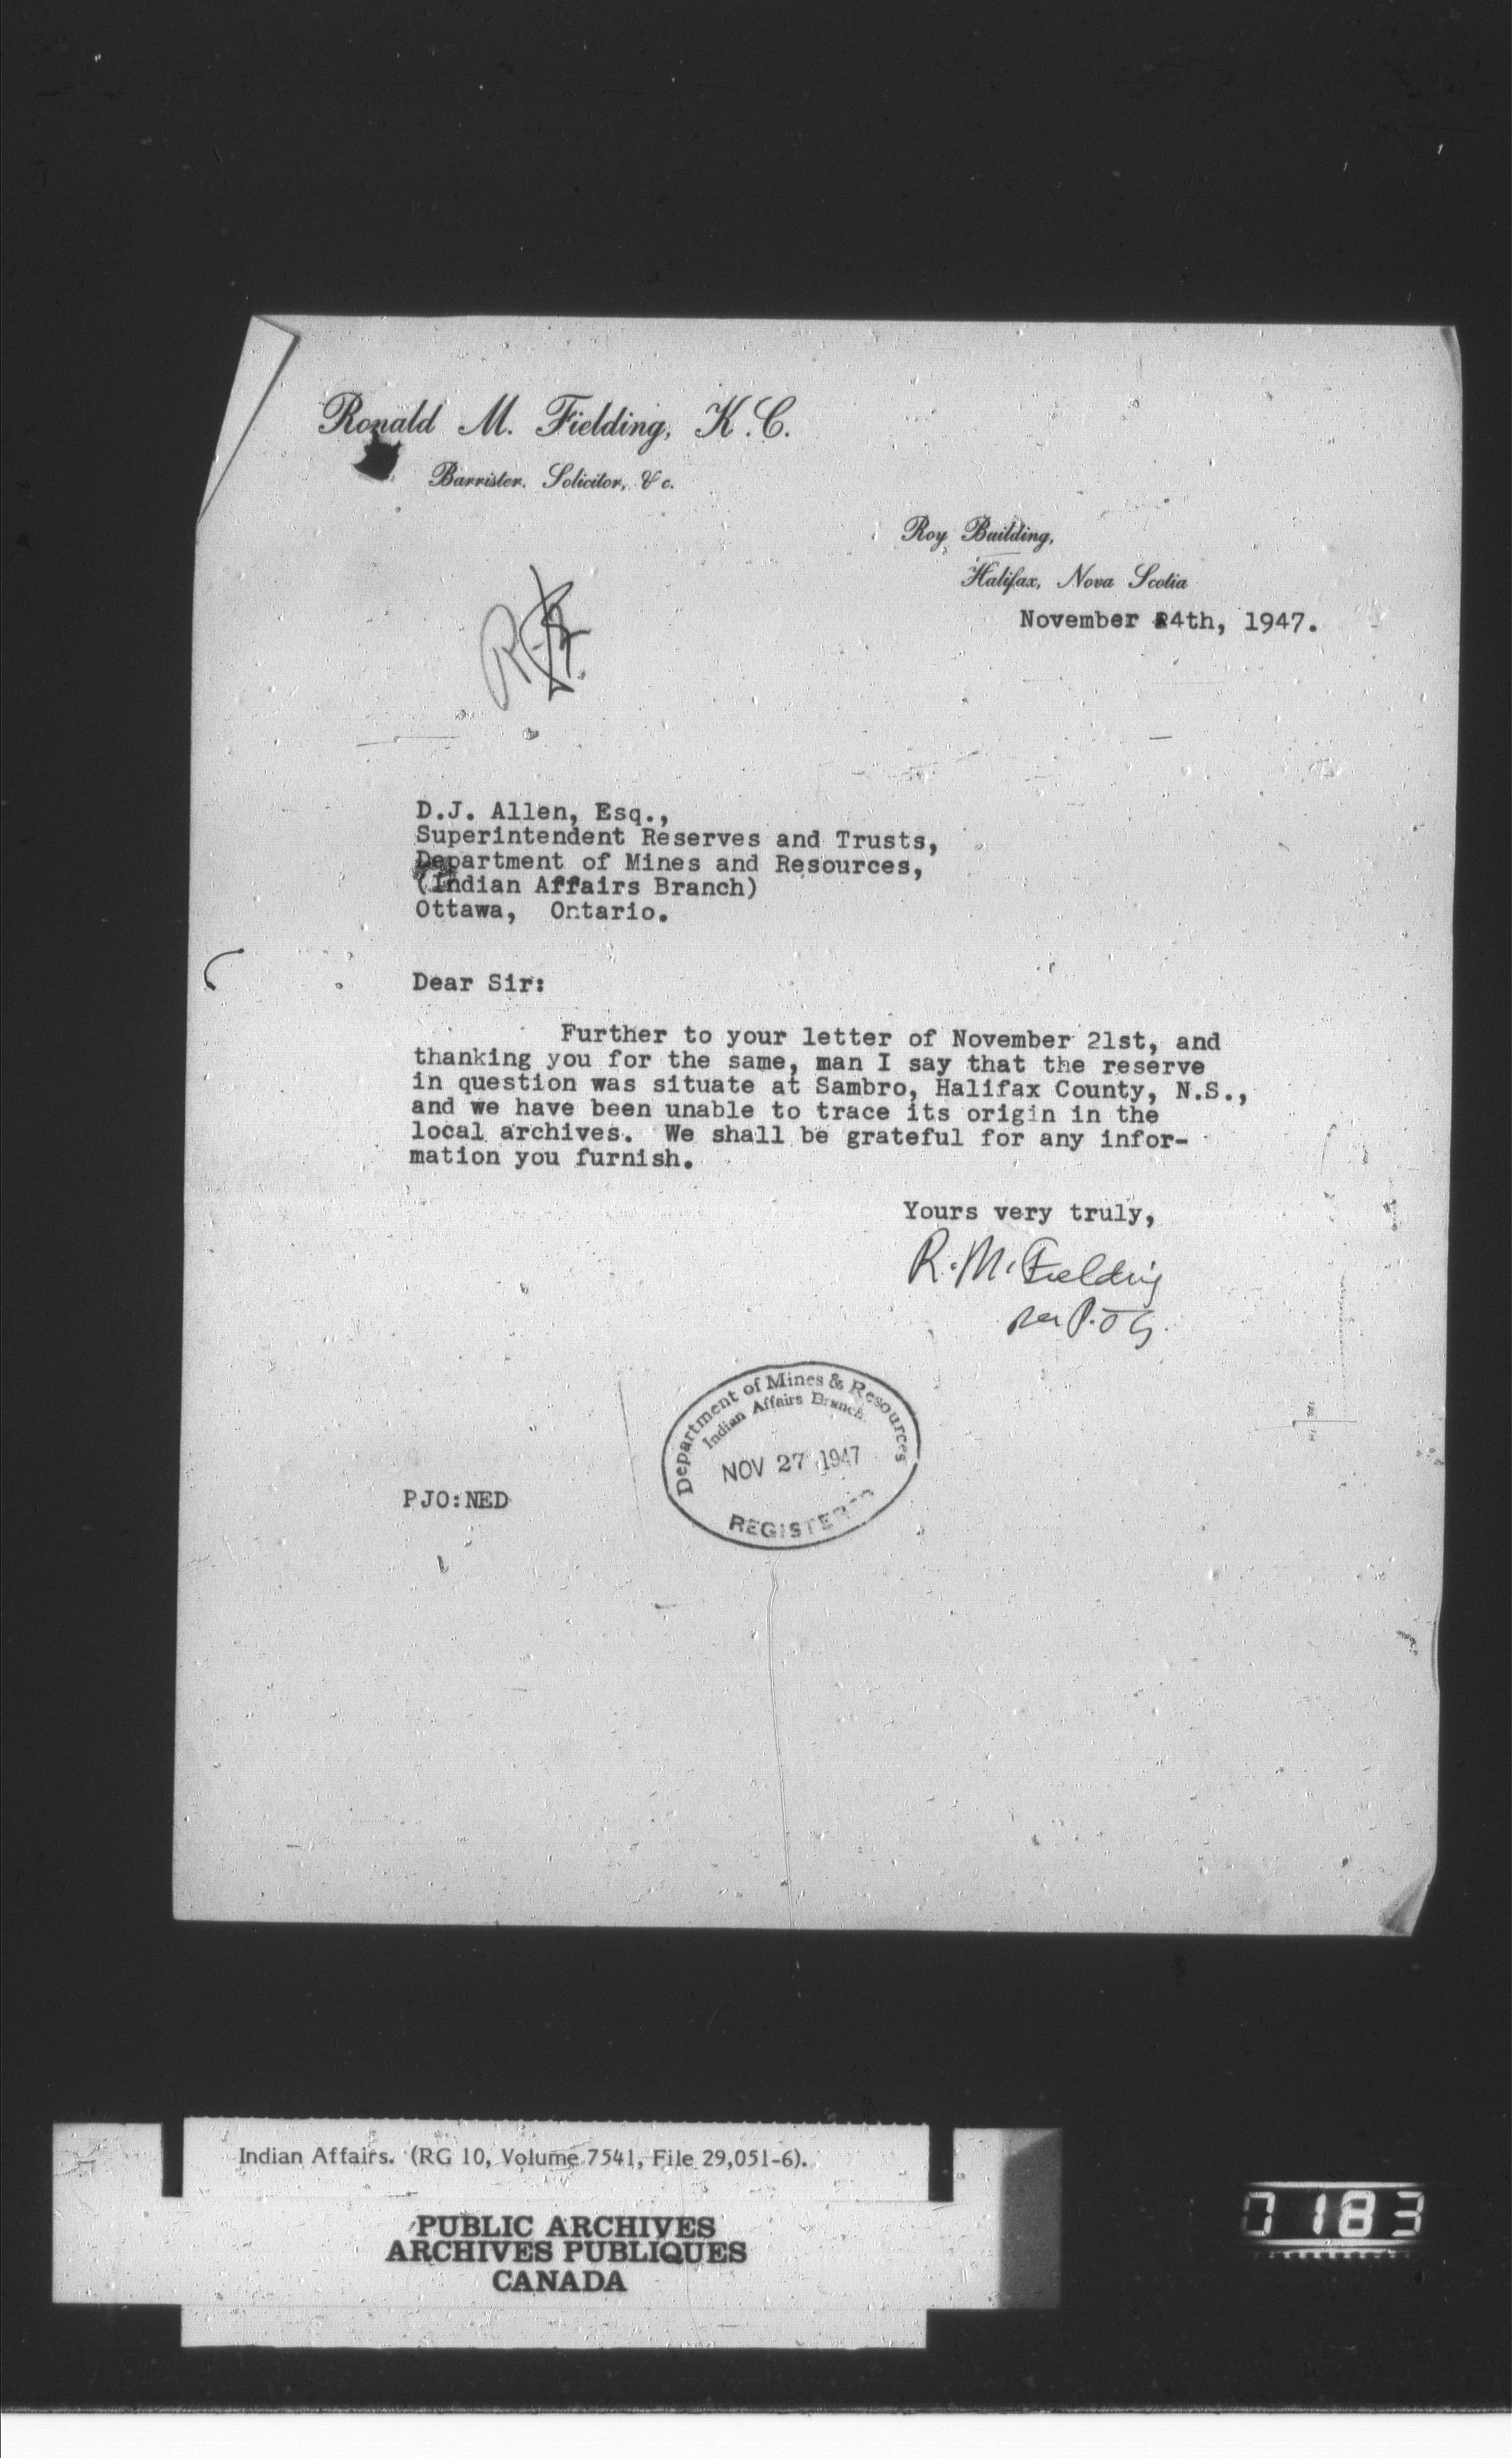 Ronald M. Fielding, K.C.
Barrister, Solicitor, & c.
Roy Building,
Halifax, Nova Scotia
November 24th, 1947.
D.J. Allen, Esq.,
Superintendent Reserves and Trusts,
Department of Mines and Resources,
(Indian Affairs Branch)
Ottawa, Ontario.
Dear Sir:
Further to your letter of November 21st, and
thanking you for the same, man I say that the reserve
in question was situate at Sambro, Halifax County, N.S.,
and we have been unable to trace its origin in the
local archives. We shall be grateful for any infor-
mation you furnish.
Yours very truly,
R. M. Fielding
per P.J.O.
Department of Mines & Resources
Indian Affairs Branch.
NOV 27 1947
REGISTERED
PJO:NED
Indian Affairs. (RG 10, Volume 7541, File 29,051-6).
PUBLIC ARCHIVES
ARCHIVES PUBLIQUES
CANADA
0183